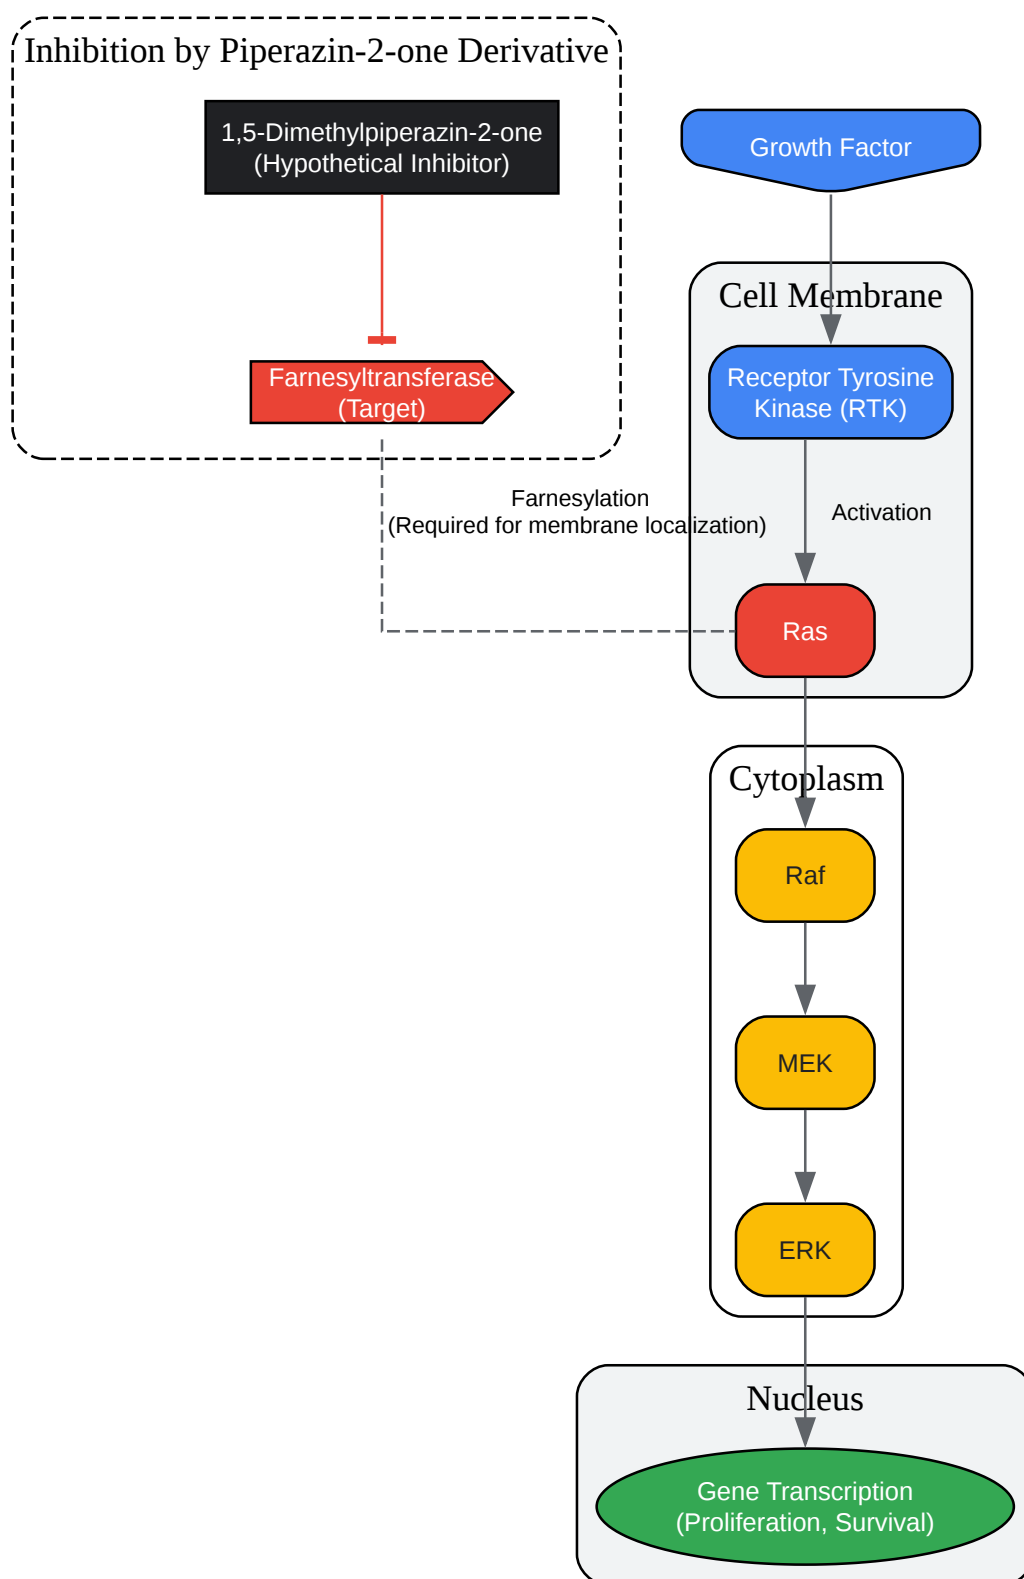 Inhibition by Piperazin-2-one Derivative
1,5-Dimethylpiperazin-2-one
(Hypothetical Inhibitor)
Growth Factor
Cell Membrane
Farnesyltransferase
(Target)
Receptor Tyrosine
Kinase (RTK)
Farnesylation
(Required for membrane localization)
Activation
Ras
Cytoplasm
Raf
MEK
ERK
Nucleus
Gene Transcription
(Proliferation, Survival)